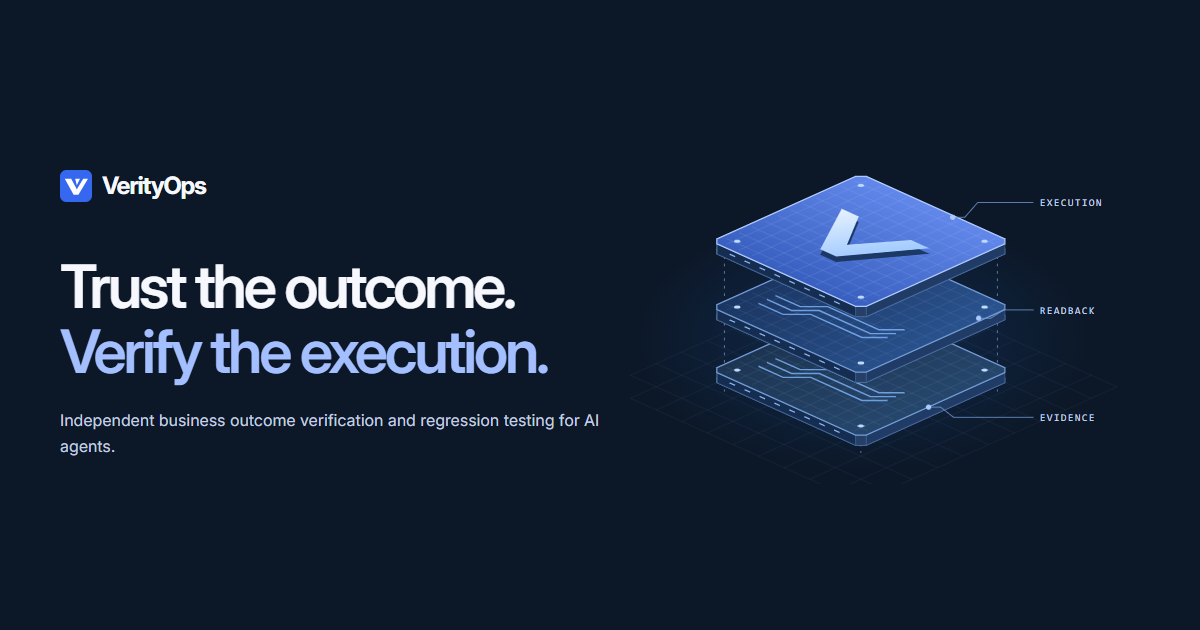 VerityOps
Trust the outcome.
Verify the execution.
Independent business outcome verification and regression testing for AI
agents.
EXECUTION
READBACK
EVIDENCE